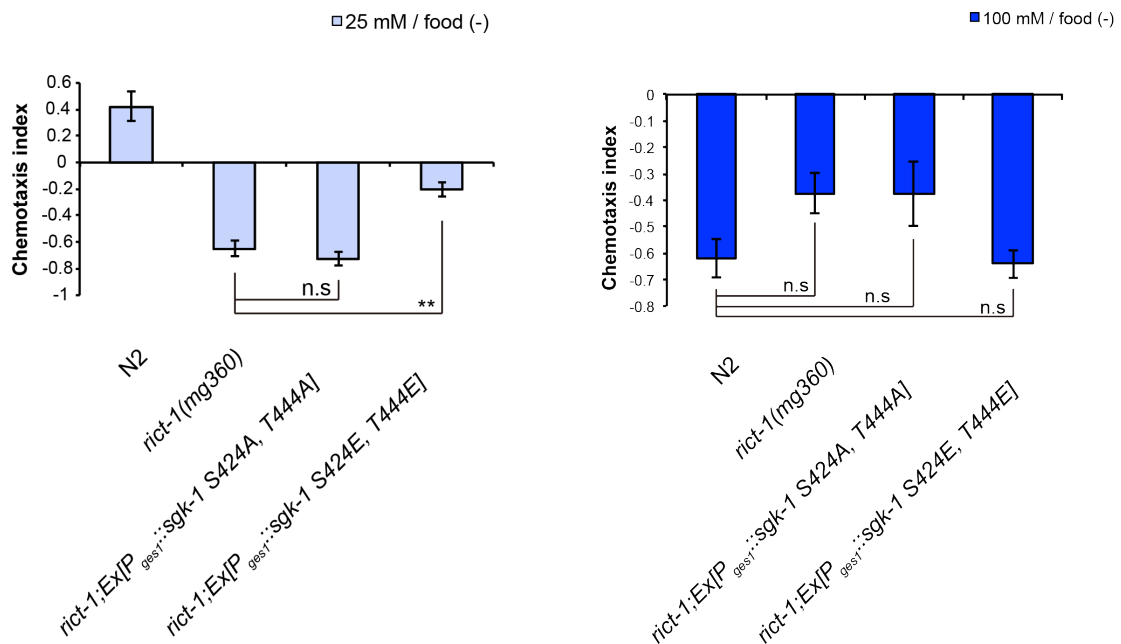 25 mM / food (-)
Chemotaxis index
0.6
0.4
0.2
0
-0.2
-0.4
-0.6
-0.8
-1
n.s
**
N2
rict-1(mg360)
rict-1;Ex[P ges1::sgk-1 S424A, T444A]
rict-1;Ex[P ges1::sgk-1 S424E, T444E]
100 mM / food (-)
Chemotaxis index
0
-0.1
-0.2
-0.3
-0.4
-0.5
-0.6
-0.7
-0.8
n.s
n.s
n.s
N2
rict-1(mg360)
rict-1;Ex[P ges1::sgk-1 S424A, T444A]
rict-1;Ex[P ges1::sgk-1 S424E, T444E]